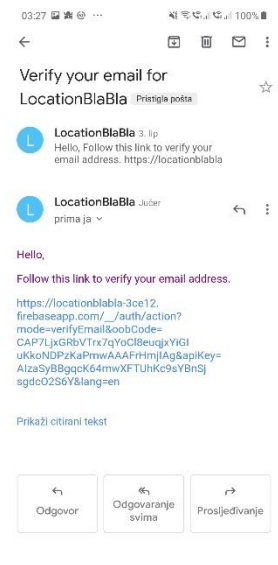 03:27
100%
Verify your email for
LocationBlaBla Pristigla pošta
L
LocationBlaBla 3. lip
Hello, Follow this link to verify your
email address. https://locationblabla
L
LocationBlaBla Jučer
prima ja
Hello,
Follow this link to verify your email address.
https://locationblabla-3ce12.
firebaseapp.com/__/auth/action?
mode=verifyEmail&oobCode=
CAP7LjxGRbVTrx7qYoCl8euqjxYiGI
uKkoNDPzKaPmwAAAFrHmjIAg&apiKey=
AIzaSyBBgqcK64mwXFTUhKc9sYBnSj
sgdcO2S6Y&lang=en
Prikaži citirani tekst
Odgovor
Odgovaranje
svima
Prosljeđivanje